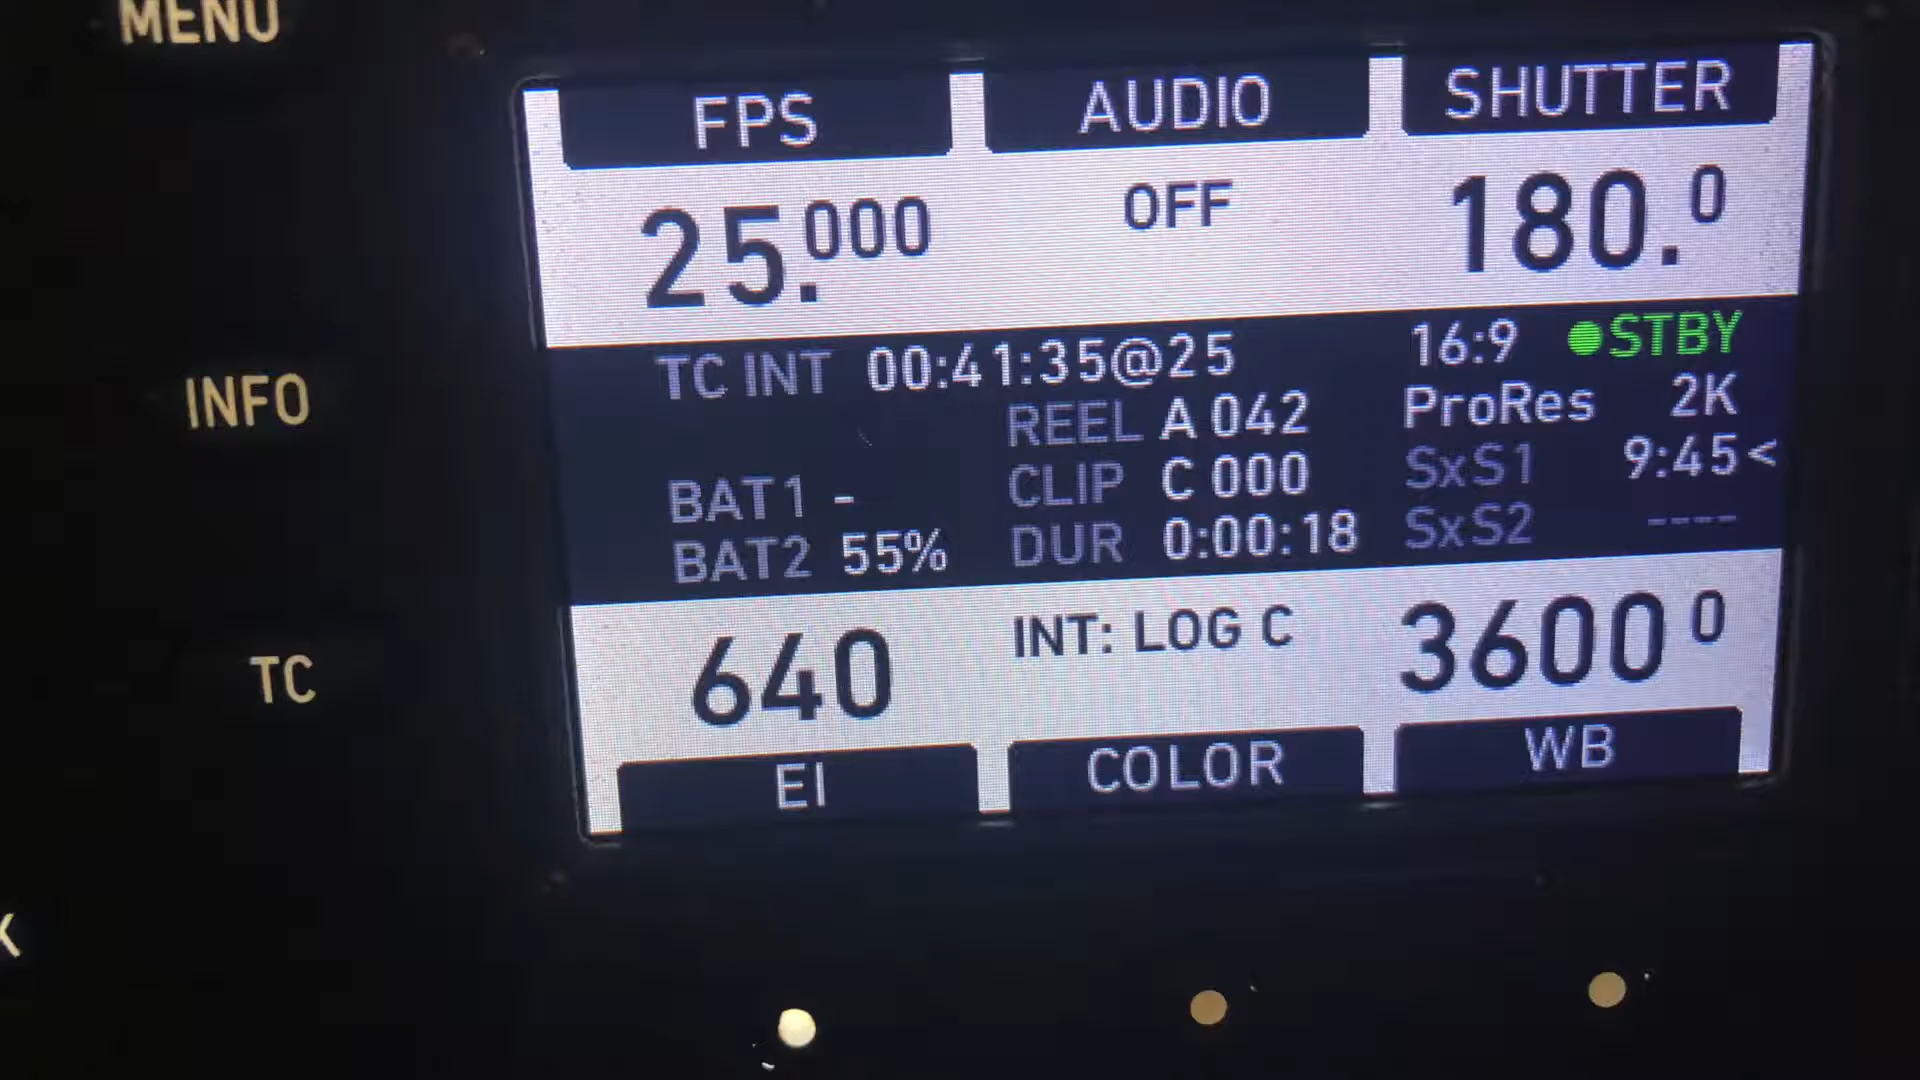 MENU
FPS AUDIO SHUTTER
25.000 OFF 180.0
TC INT 00:41:35@25 16:9 ●STBY
REEL A 042 ProRes 2K
INFO
BAT1 - CLIP C 000 SxS1 9:45<
BAT2 55% DUR 0:00:18 SxS2 ----
640 INT: LOG C 3600 0
TC
EI COLOR WB
K